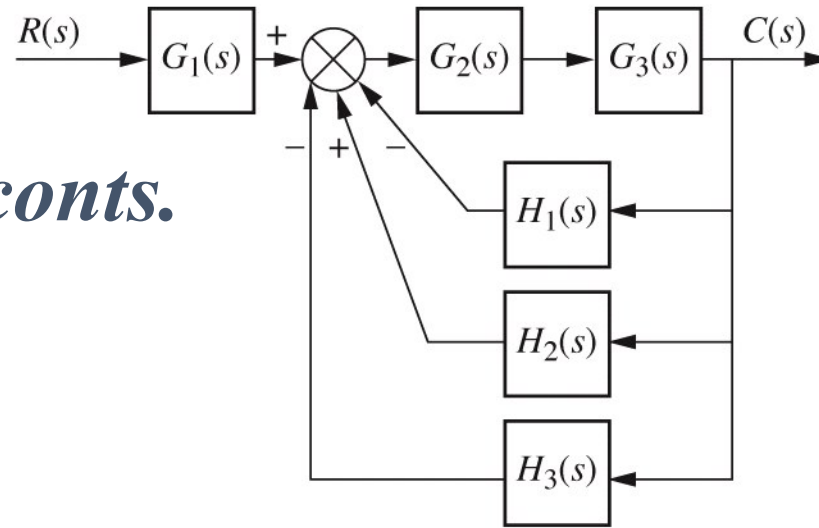 R(s)
G₁(s)
+
G₂(s)
G₃(s)
C(s)
− + −
conts.
H₁(s)
H₂(s)
H₃(s)